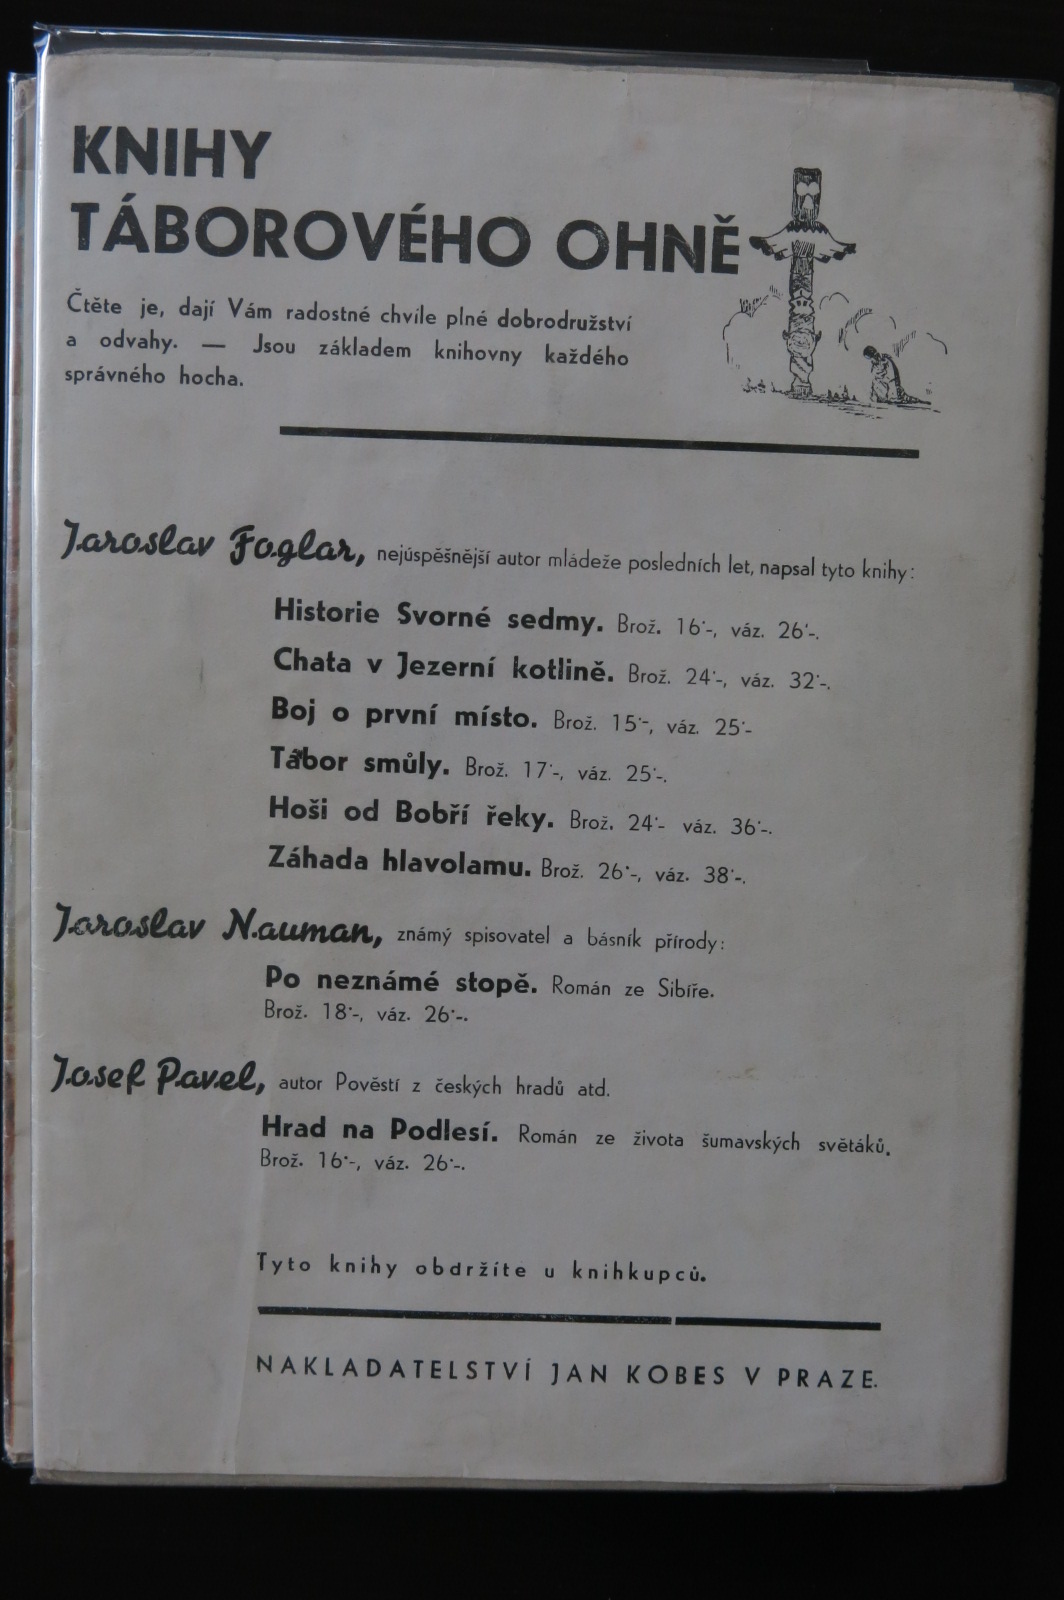 KNIHY
TÁBOROVÉHO OHNĚ
Čtěte je, dají Vám radostné chvíle plné dobrodružství
a odvahy. — Jsou základem knihovny každého
správného hocha.
Jaroslav Foglar, nejúspěšnější autor mládeže posledních let, napsal tyto knihy:
Historie Svorné sedmy. Brož. 16·-, váz. 26·-.
Chata v Jezerní kotlině. Brož. 24·-, váz. 32·-.
Boj o první místo. Brož. 15·-, váz. 25·-
Tábor smůly. Brož. 17·-, váz. 25·-.
Hoši od Bobří řeky. Brož. 24·- váz. 36·-.
Záhada hlavolamu. Brož. 26·-, váz. 38·-.
Jaroslav Nauman, známý spisovatel a básník přírody:
Po neznámé stopě. Román ze Sibíře.
Brož. 18·-, váz. 26·-.
Josef Pavel, autor Pověstí z českých hradů atd.
Hrad na Podlesí. Román ze života šumavských světáků.
Brož. 16·-, váz. 26·-.
Tyto knihy obdržíte u knihkupců.
NAKLADATELSTVÍ JAN KOBES V PRAZE.